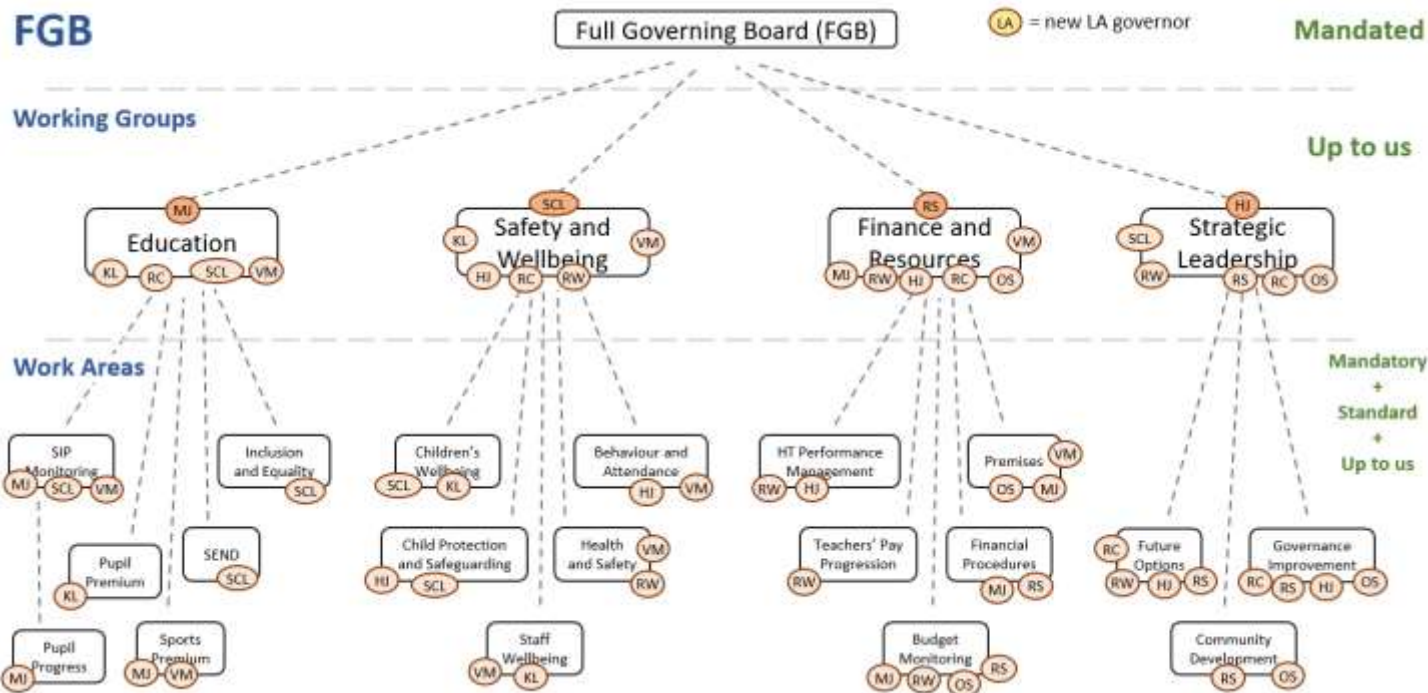 FGB
Full Governing Board (FGB)
LA = new LA governor
Mandated
Working Groups
Up to us
MJ
Education
KL RC SCL VM
SCL
Safety and
Wellbeing
KL VM
HJ RC RW
RS
Finance and
Resources
VM
MJ RW HJ RC OS
HJ
Strategic
Leadership
SCL
RW RS RC OS
Work Areas
Mandatory
+
Standard
+
Up to us
SIP
Monitoring
MJ SCL VM
Inclusion
and Equality
SCL
Children's
Wellbeing
SCL KL
Behaviour and
Attendance
HJ VM
HT Performance
Management
RW HJ
Premises
VM
OS MJ
Pupil
Premium
KL
SEND
SCL
Child Protection
and Safeguarding
HJ SCL
Health
and Safety
VM
RW
Teachers' Pay
Progression
RW
Financial
Procedures
MJ RS
Future
Options
RC
RW HJ RS
Governance
Improvement
RC RS HJ OS
Pupil
Progress
MJ
Sports
Premium
MJ VM
Staff
Wellbeing
VM KL
Budget
Monitoring
MJ RW OS RS
Community
Development
RS OS